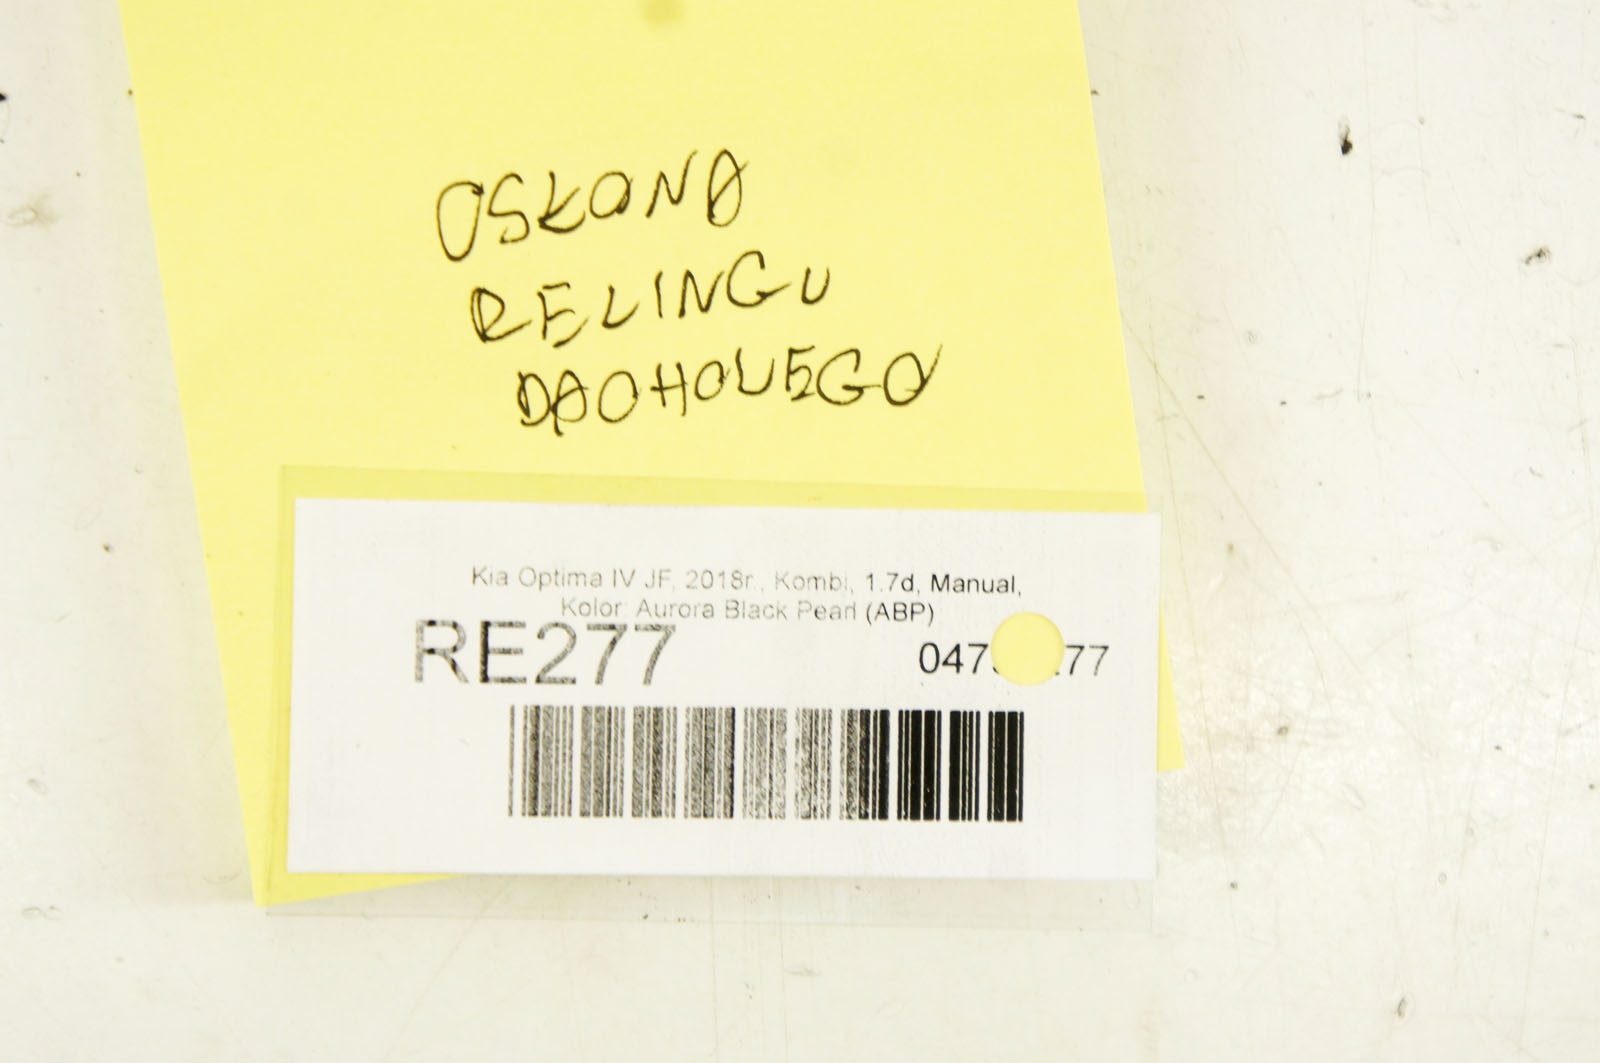 OSŁONA
RELINGU
DACHOWEGO
Kia Optima IV JF, 2018r., Kombi, 1.7d, Manual,
Kolor: Aurora Black Pearl (ABP)
RE277